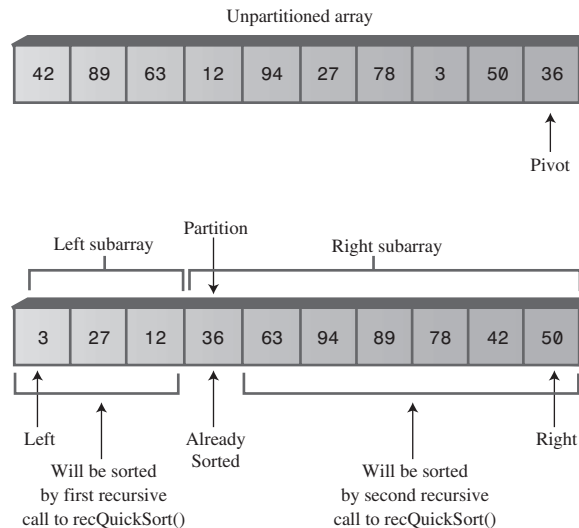 Unpartitioned array
42 89 63 12 94 27 78 3 50 36
Pivot
Partition
Left subarray
Right subarray
3 27 12 36 63 94 89 78 42 50
Left
Already
Sorted
Right
Will be sorted
by first recursive
call to recQuickSort()
Will be sorted
by second recursive
call to recQuickSort()